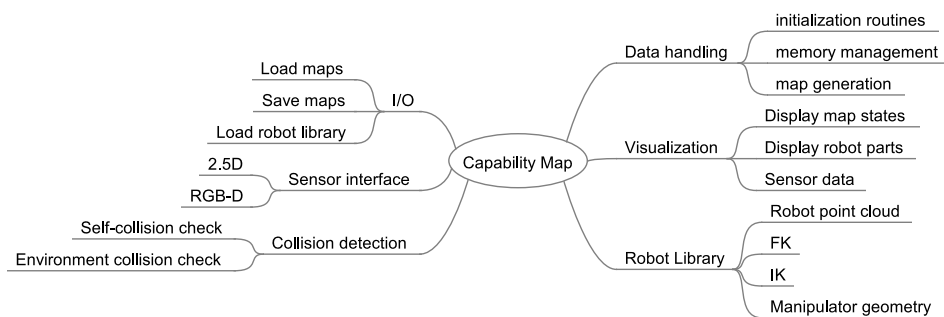 Capability Map
I/O
Load maps
Save maps
Load robot library
Sensor interface
2.5D
RGB-D
Collision detection
Self-collision check
Environment collision check
Data handling
initialization routines
memory management
map generation
Visualization
Display map states
Display robot parts
Sensor data
Robot Library
Robot point cloud
FK
IK
Manipulator geometry